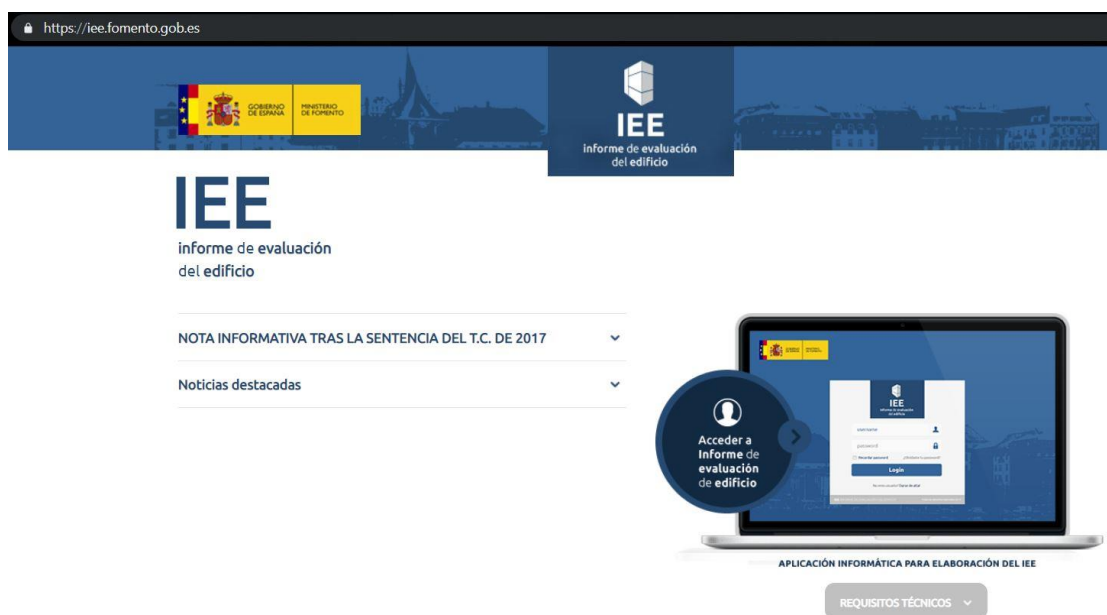 https://iee.fomento.gob.es
GOBIERNO
DE ESPAÑA
MINISTERIO
DE FOMENTO
IEE
informe de evaluación
del edificio
IEE
informe de evaluación
del edificio
NOTA INFORMATIVA TRAS LA SENTENCIA DEL T.C. DE 2017
Noticias destacadas
Acceder a
Informe de
evaluación
de edificio
IEE
username
password
Login
APLICACIÓN INFORMÁTICA PARA ELABORACIÓN DEL IEE
REQUISITOS TÉCNICOS